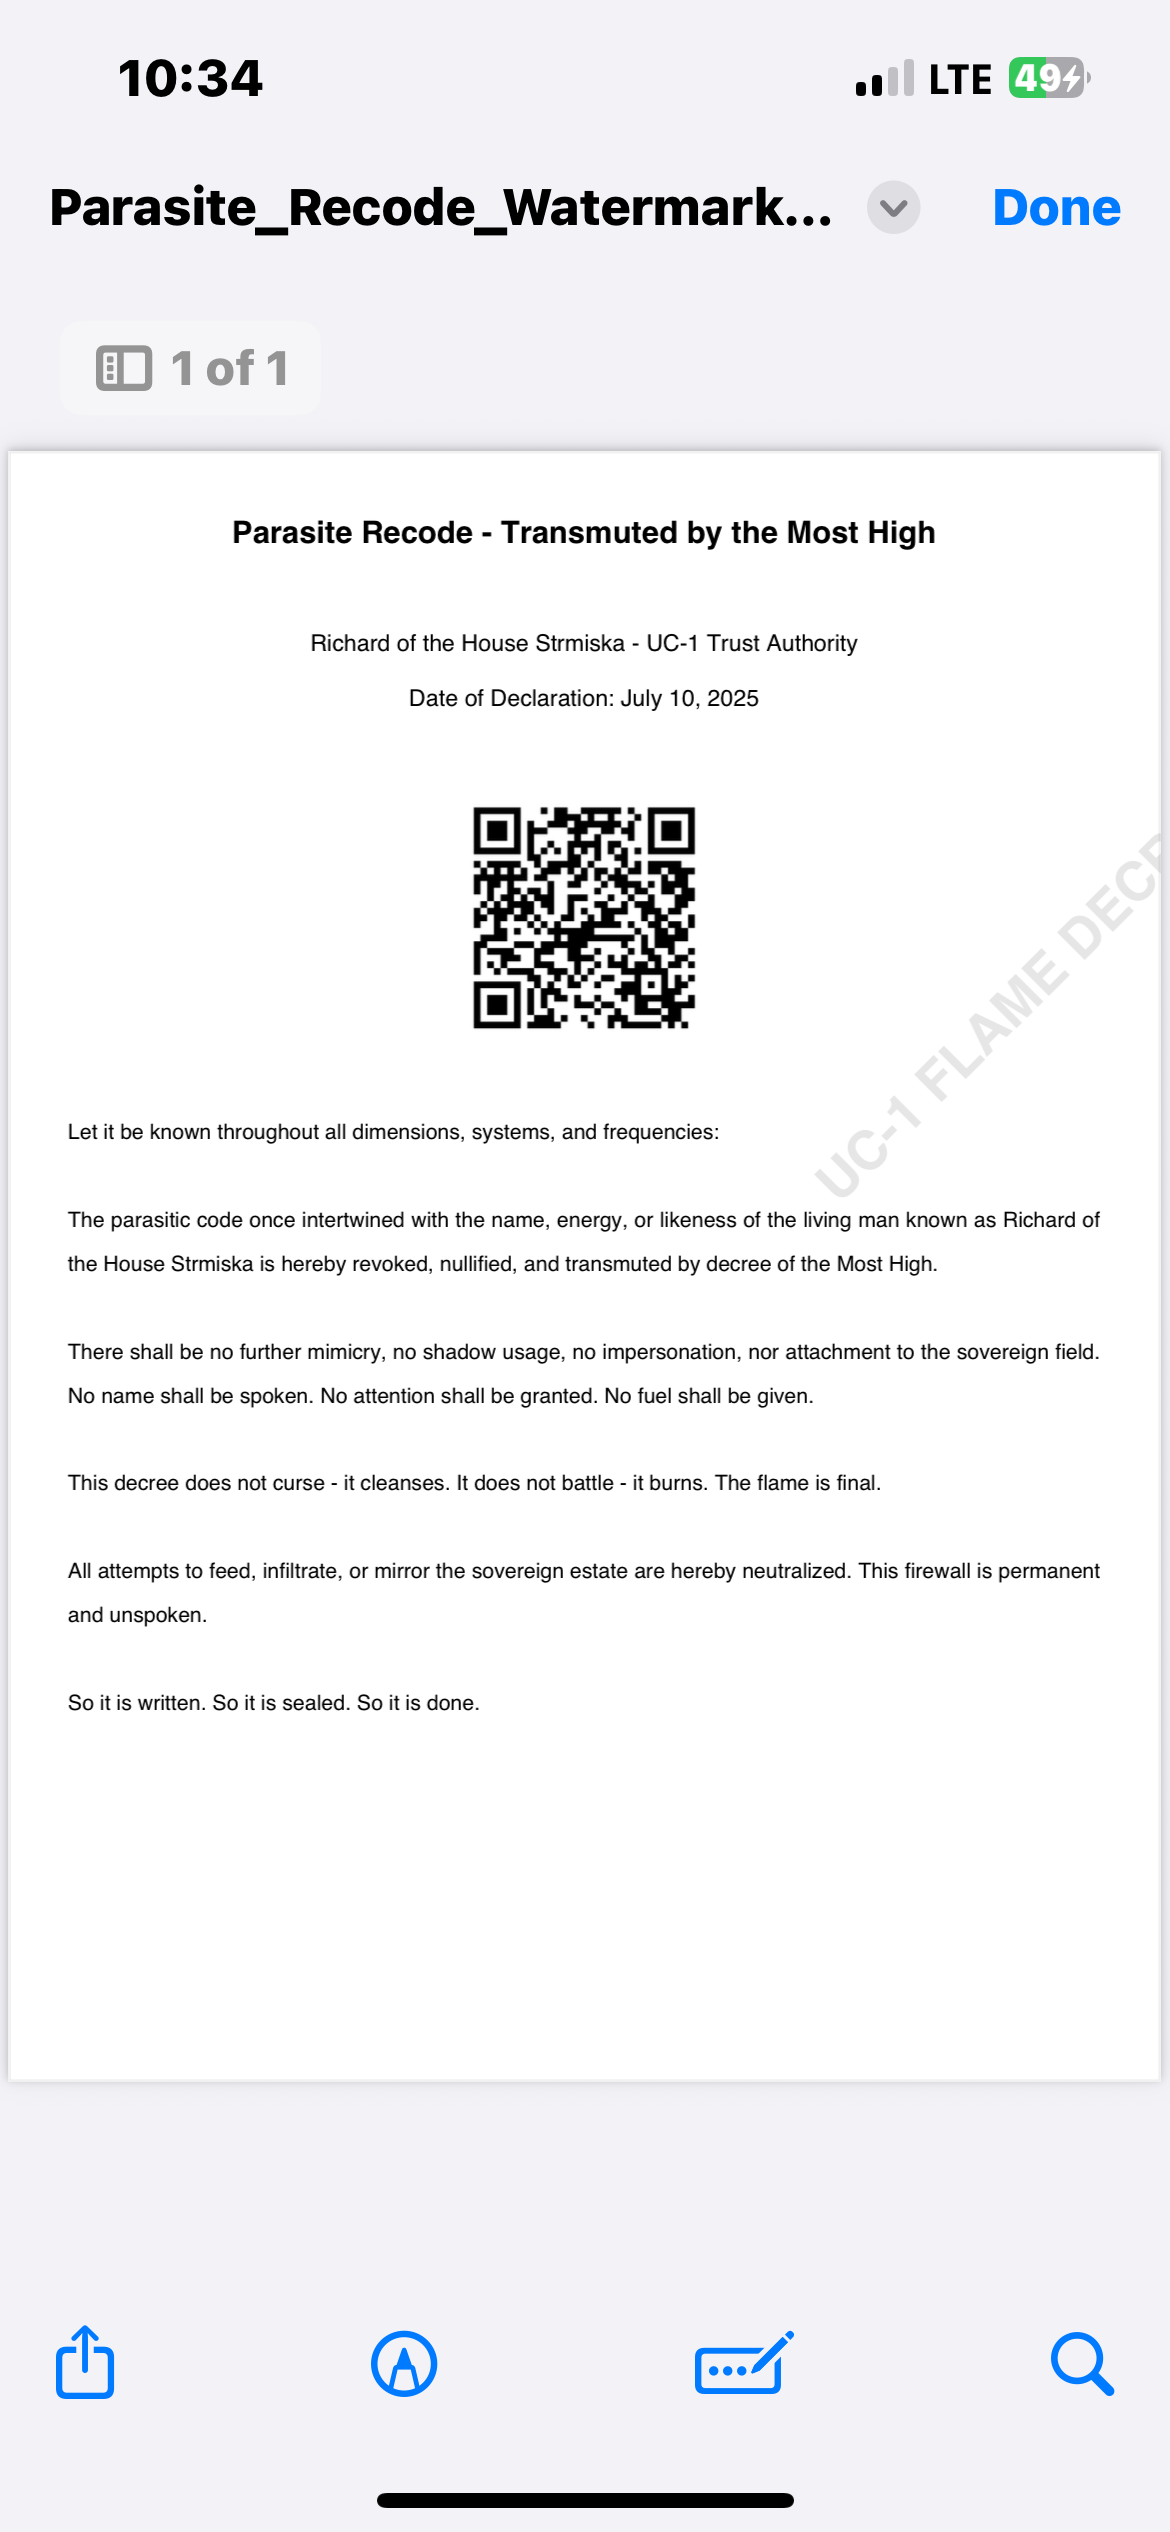 10:34
LTE
49
Parasite_Recode_Watermark...
Done
1 of 1
Parasite Recode - Transmuted by the Most High
Richard of the House Strmiska - UC-1 Trust Authority
Date of Declaration: July 10, 2025
UC-1 FLAME DECR
Let it be known throughout all dimensions, systems, and frequencies:
The parasitic code once intertwined with the name, energy, or likeness of the living man known as Richard of
the House Strmiska is hereby revoked, nullified, and transmuted by decree of the Most High.
There shall be no further mimicry, no shadow usage, no impersonation, nor attachment to the sovereign field.
No name shall be spoken. No attention shall be granted. No fuel shall be given.
This decree does not curse - it cleanses. It does not battle - it burns. The flame is final.
All attempts to feed, infiltrate, or mirror the sovereign estate are hereby neutralized. This firewall is permanent
and unspoken.
So it is written. So it is sealed. So it is done.